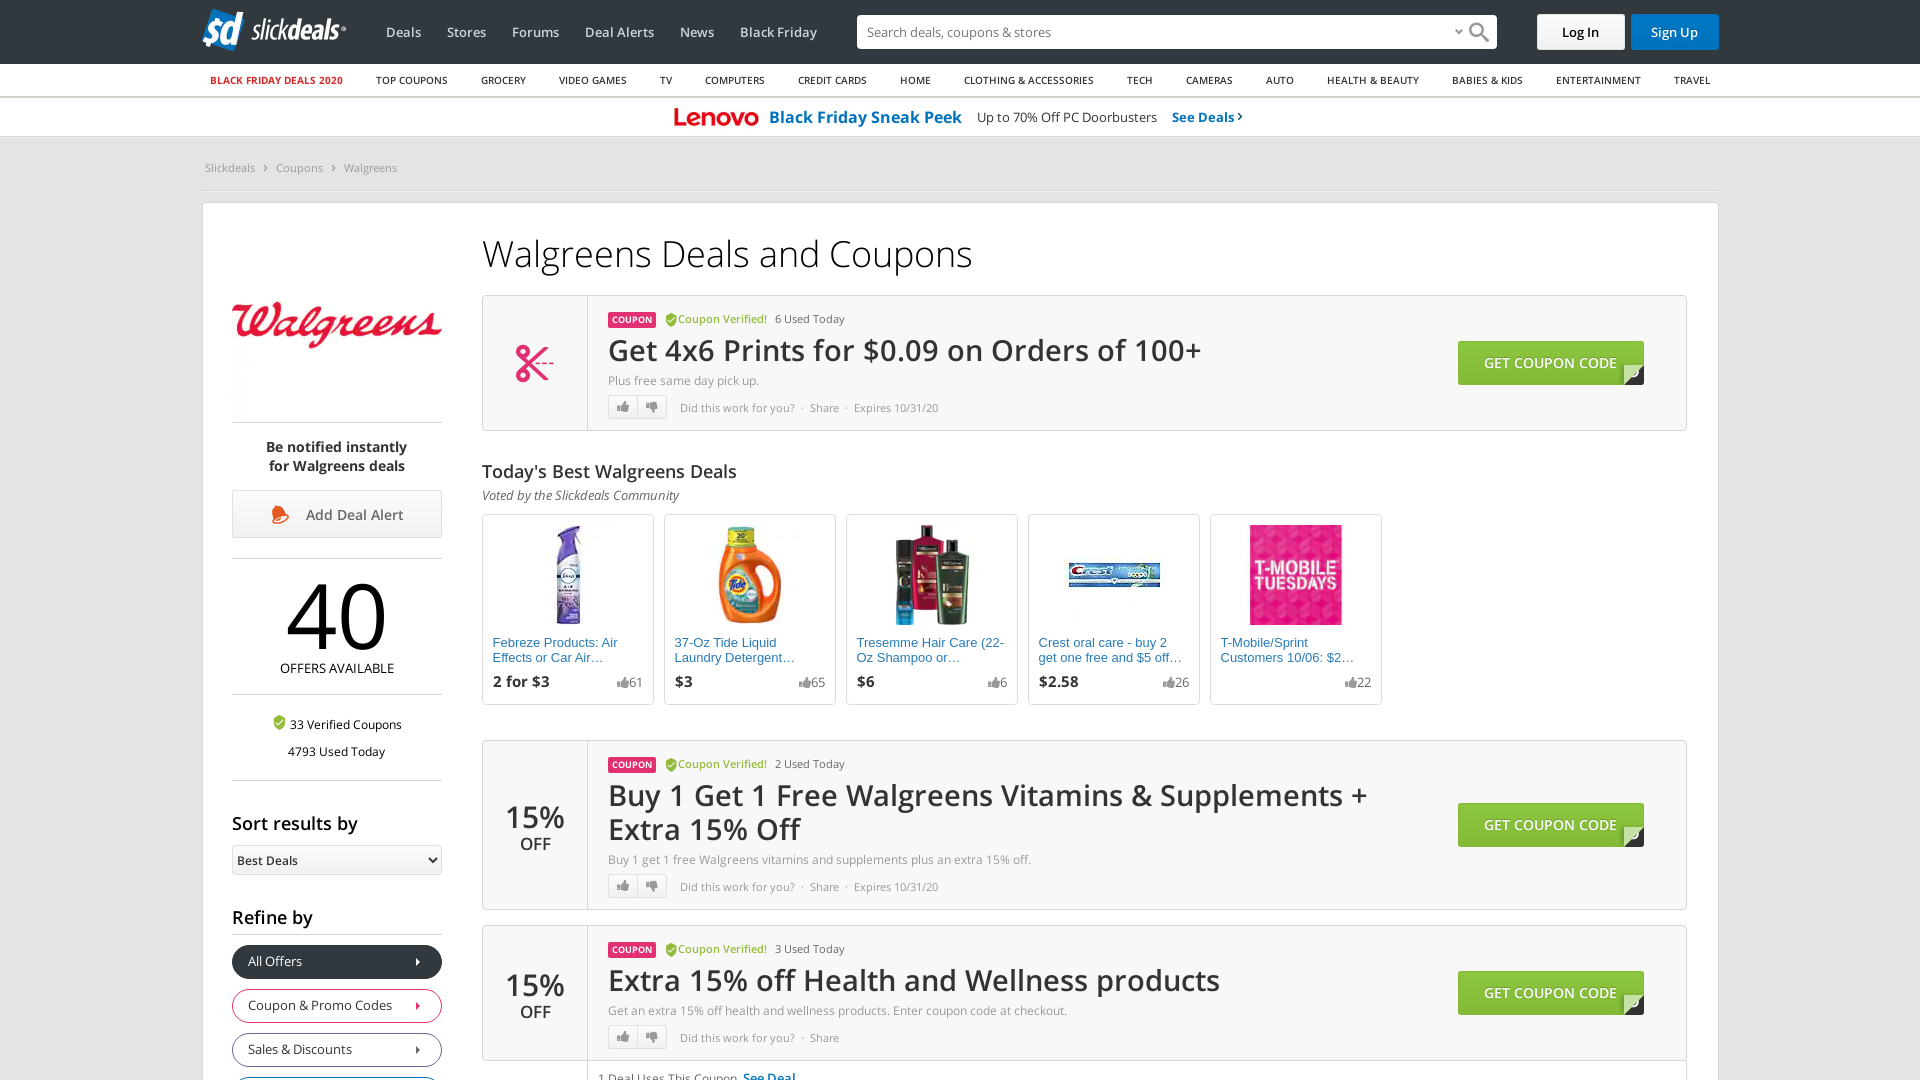 slickdeals
Deals
Stores
Forums
Deal Alerts
News
Black Friday
Search deals, coupons & stores
Log In
Sign Up
BLACK FRIDAY DEALS 2020
TOP COUPONS
GROCERY
VIDEO GAMES
TV
COMPUTERS
CREDIT CARDS
HOME
CLOTHING & ACCESSORIES
TECH
CAMERAS
AUTO
HEALTH & BEAUTY
BABIES & KIDS
ENTERTAINMENT
TRAVEL
Lenovo Black Friday Sneak Peek Up to 70% Off PC Doorbusters See Deals
Slickdeals > Coupons > Walgreens
Walgreens
Be notified instantly
for Walgreens deals
Add Deal Alert
40
OFFERS AVAILABLE
33 Verified Coupons
4793 Used Today
Sort results by
Best Deals
Refine by
All Offers
Coupon & Promo Codes
Sales & Discounts
Walgreens Deals and Coupons
COUPON Coupon Verified! 6 Used Today
Get 4x6 Prints for $0.09 on Orders of 100+
Plus free same day pick up.
Did this work for you? · Share · Expires 10/31/20
GET COUPON CODE
Today's Best Walgreens Deals
Voted by the Slickdeals Community
Febreze Products: Air
Effects or Car Air…
2 for $3 61
Tide
37-Oz Tide Liquid
Laundry Detergent…
$3 65
Tresemme Hair Care (22-
Oz Shampoo or…
$6 6
Crest
Crest oral care - buy 2
get one free and $5 off…
$2.58 26
T-MOBILE
TUESDAYS
T-Mobile/Sprint
Customers 10/06: $2…
22
15%
OFF
COUPON Coupon Verified! 2 Used Today
Buy 1 Get 1 Free Walgreens Vitamins & Supplements +
Extra 15% Off
Buy 1 get 1 free Walgreens vitamins and supplements plus an extra 15% off.
Did this work for you? · Share · Expires 10/31/20
GET COUPON CODE
15%
OFF
COUPON Coupon Verified! 3 Used Today
Extra 15% off Health and Wellness products
Get an extra 15% off health and wellness products. Enter coupon code at checkout.
Did this work for you? · Share
GET COUPON CODE
1 Deal Uses This Coupon See Deal